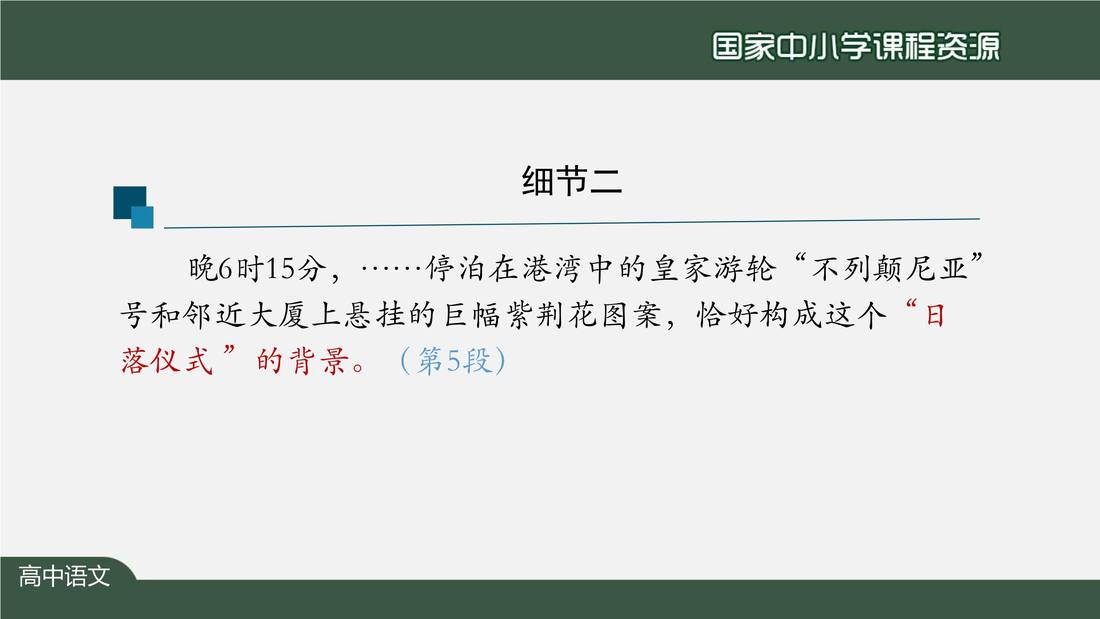 国家中小学课程资源
细节二
晚6时15分，……停泊在港湾中的皇家游轮“不列颠尼亚”
号和邻近大厦上悬挂的巨幅紫荆花图案，恰好构成这个“日
落仪式”的背景。（第5段）
高中语文